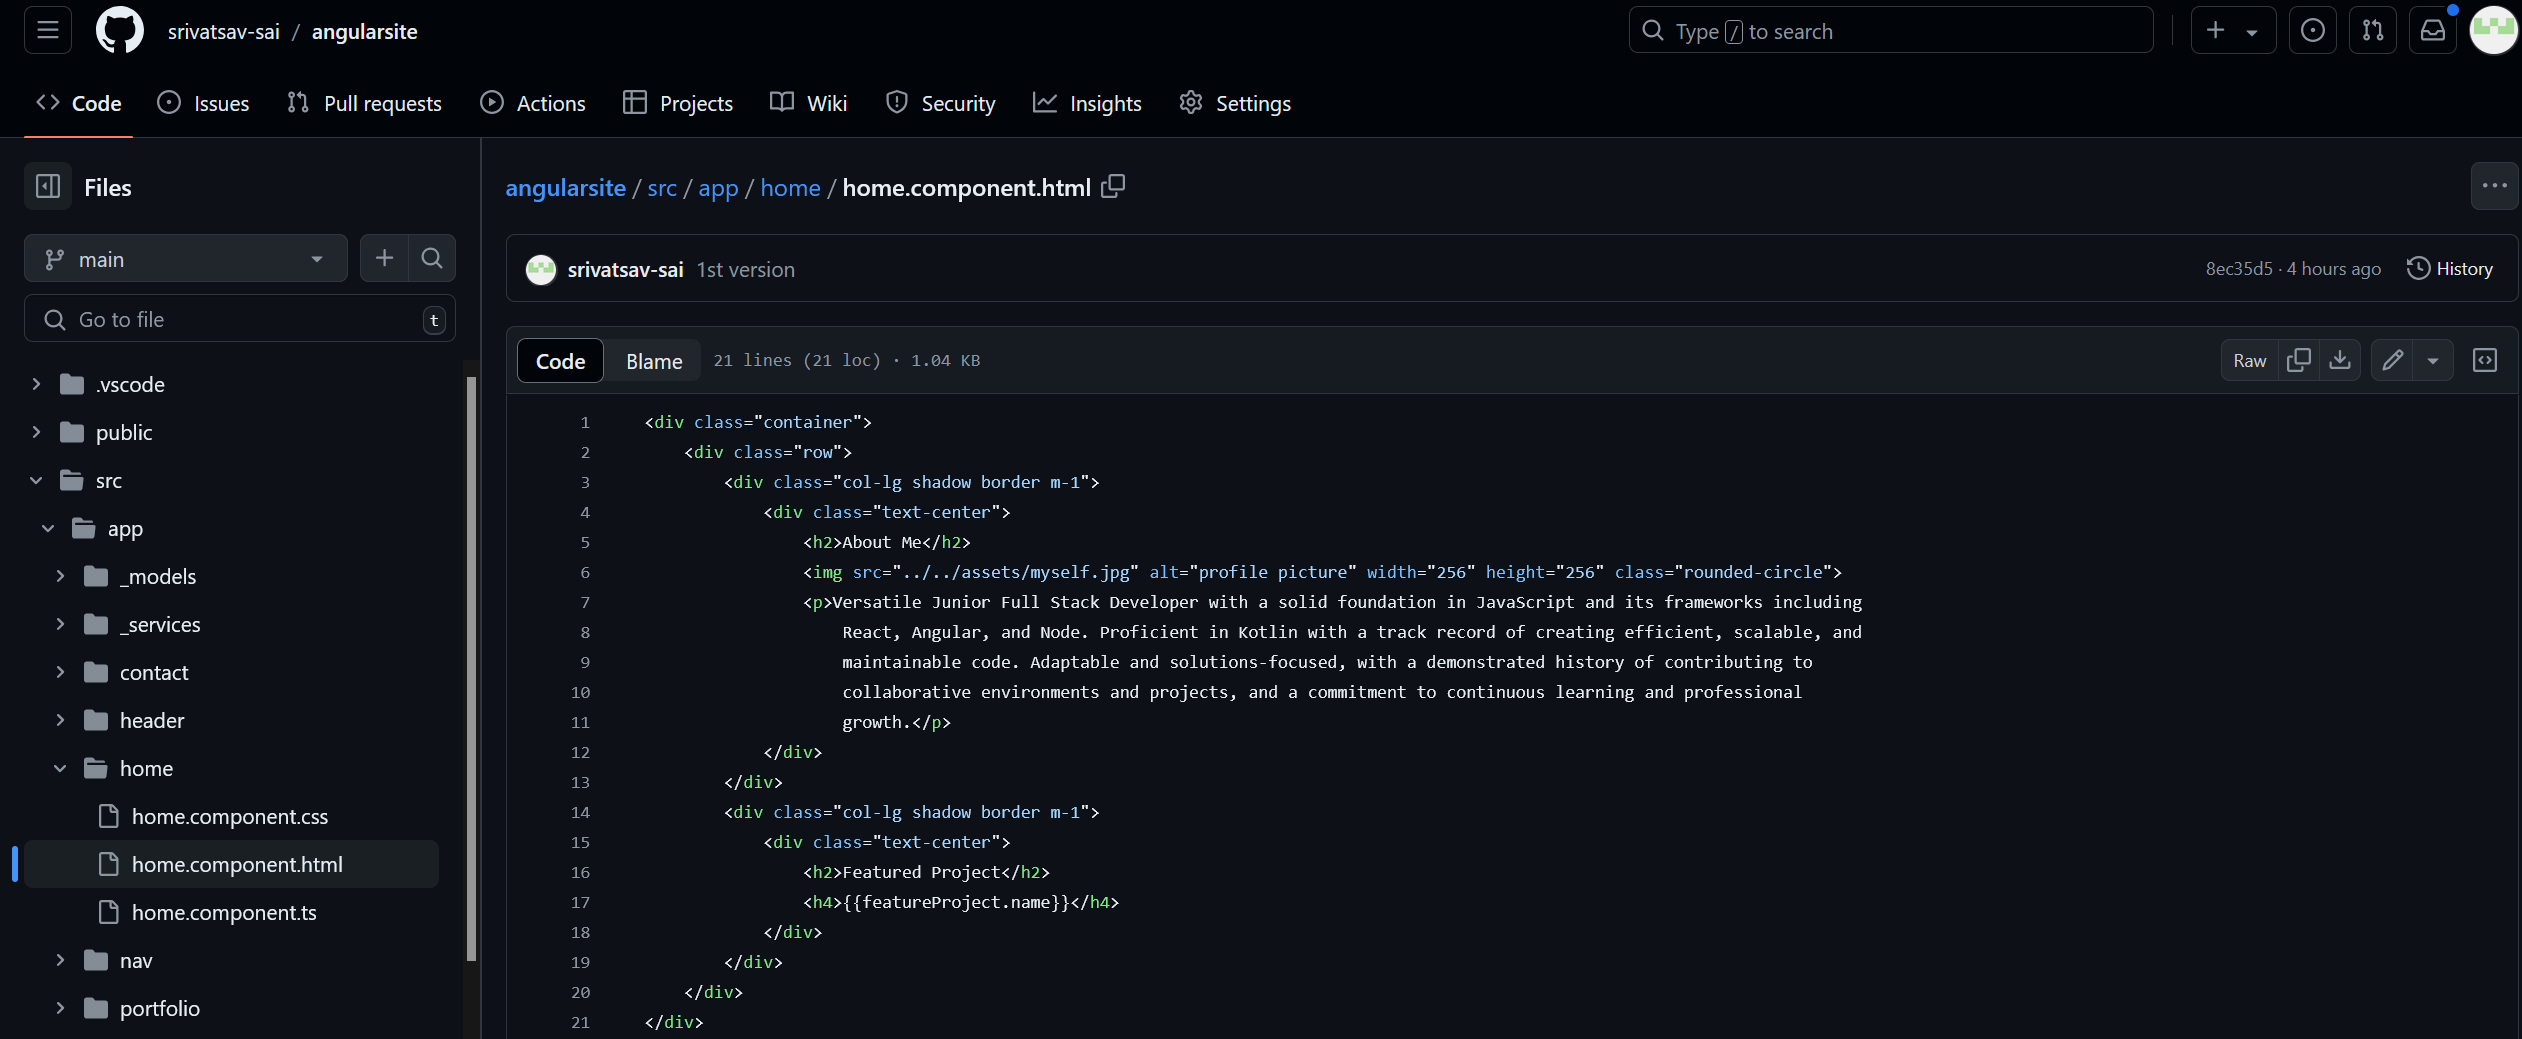 srivatsav-sai / angularsite
Type / to search
Code Issues Pull requests Actions Projects Wiki Security Insights Settings
Files
main
Go to file t
.vscode
public
src
app
_models
_services
contact
header
home
home.component.css
home.component.html
home.component.ts
nav
portfolio
angularsite / src / app / home / home.component.html
srivatsav-sai 1st version
8ec35d5 · 4 hours ago History
Code Blame 21 lines (21 loc) · 1.04 KB
Raw
1 <div class="container">
2 <div class="row">
3 <div class="col-lg shadow border m-1">
4 <div class="text-center">
5 <h2>About Me</h2>
6 <img src="../../assets/myself.jpg" alt="profile picture" width="256" height="256" class="rounded-circle">
7 <p>Versatile Junior Full Stack Developer with a solid foundation in JavaScript and its frameworks including
8 React, Angular, and Node. Proficient in Kotlin with a track record of creating efficient, scalable, and
9 maintainable code. Adaptable and solutions-focused, with a demonstrated history of contributing to
10 collaborative environments and projects, and a commitment to continuous learning and professional
11 growth.</p>
12 </div>
13 </div>
14 <div class="col-lg shadow border m-1">
15 <div class="text-center">
16 <h2>Featured Project</h2>
17 <h4>{{featureProject.name}}</h4>
18 </div>
19 </div>
20 </div>
21 </div>